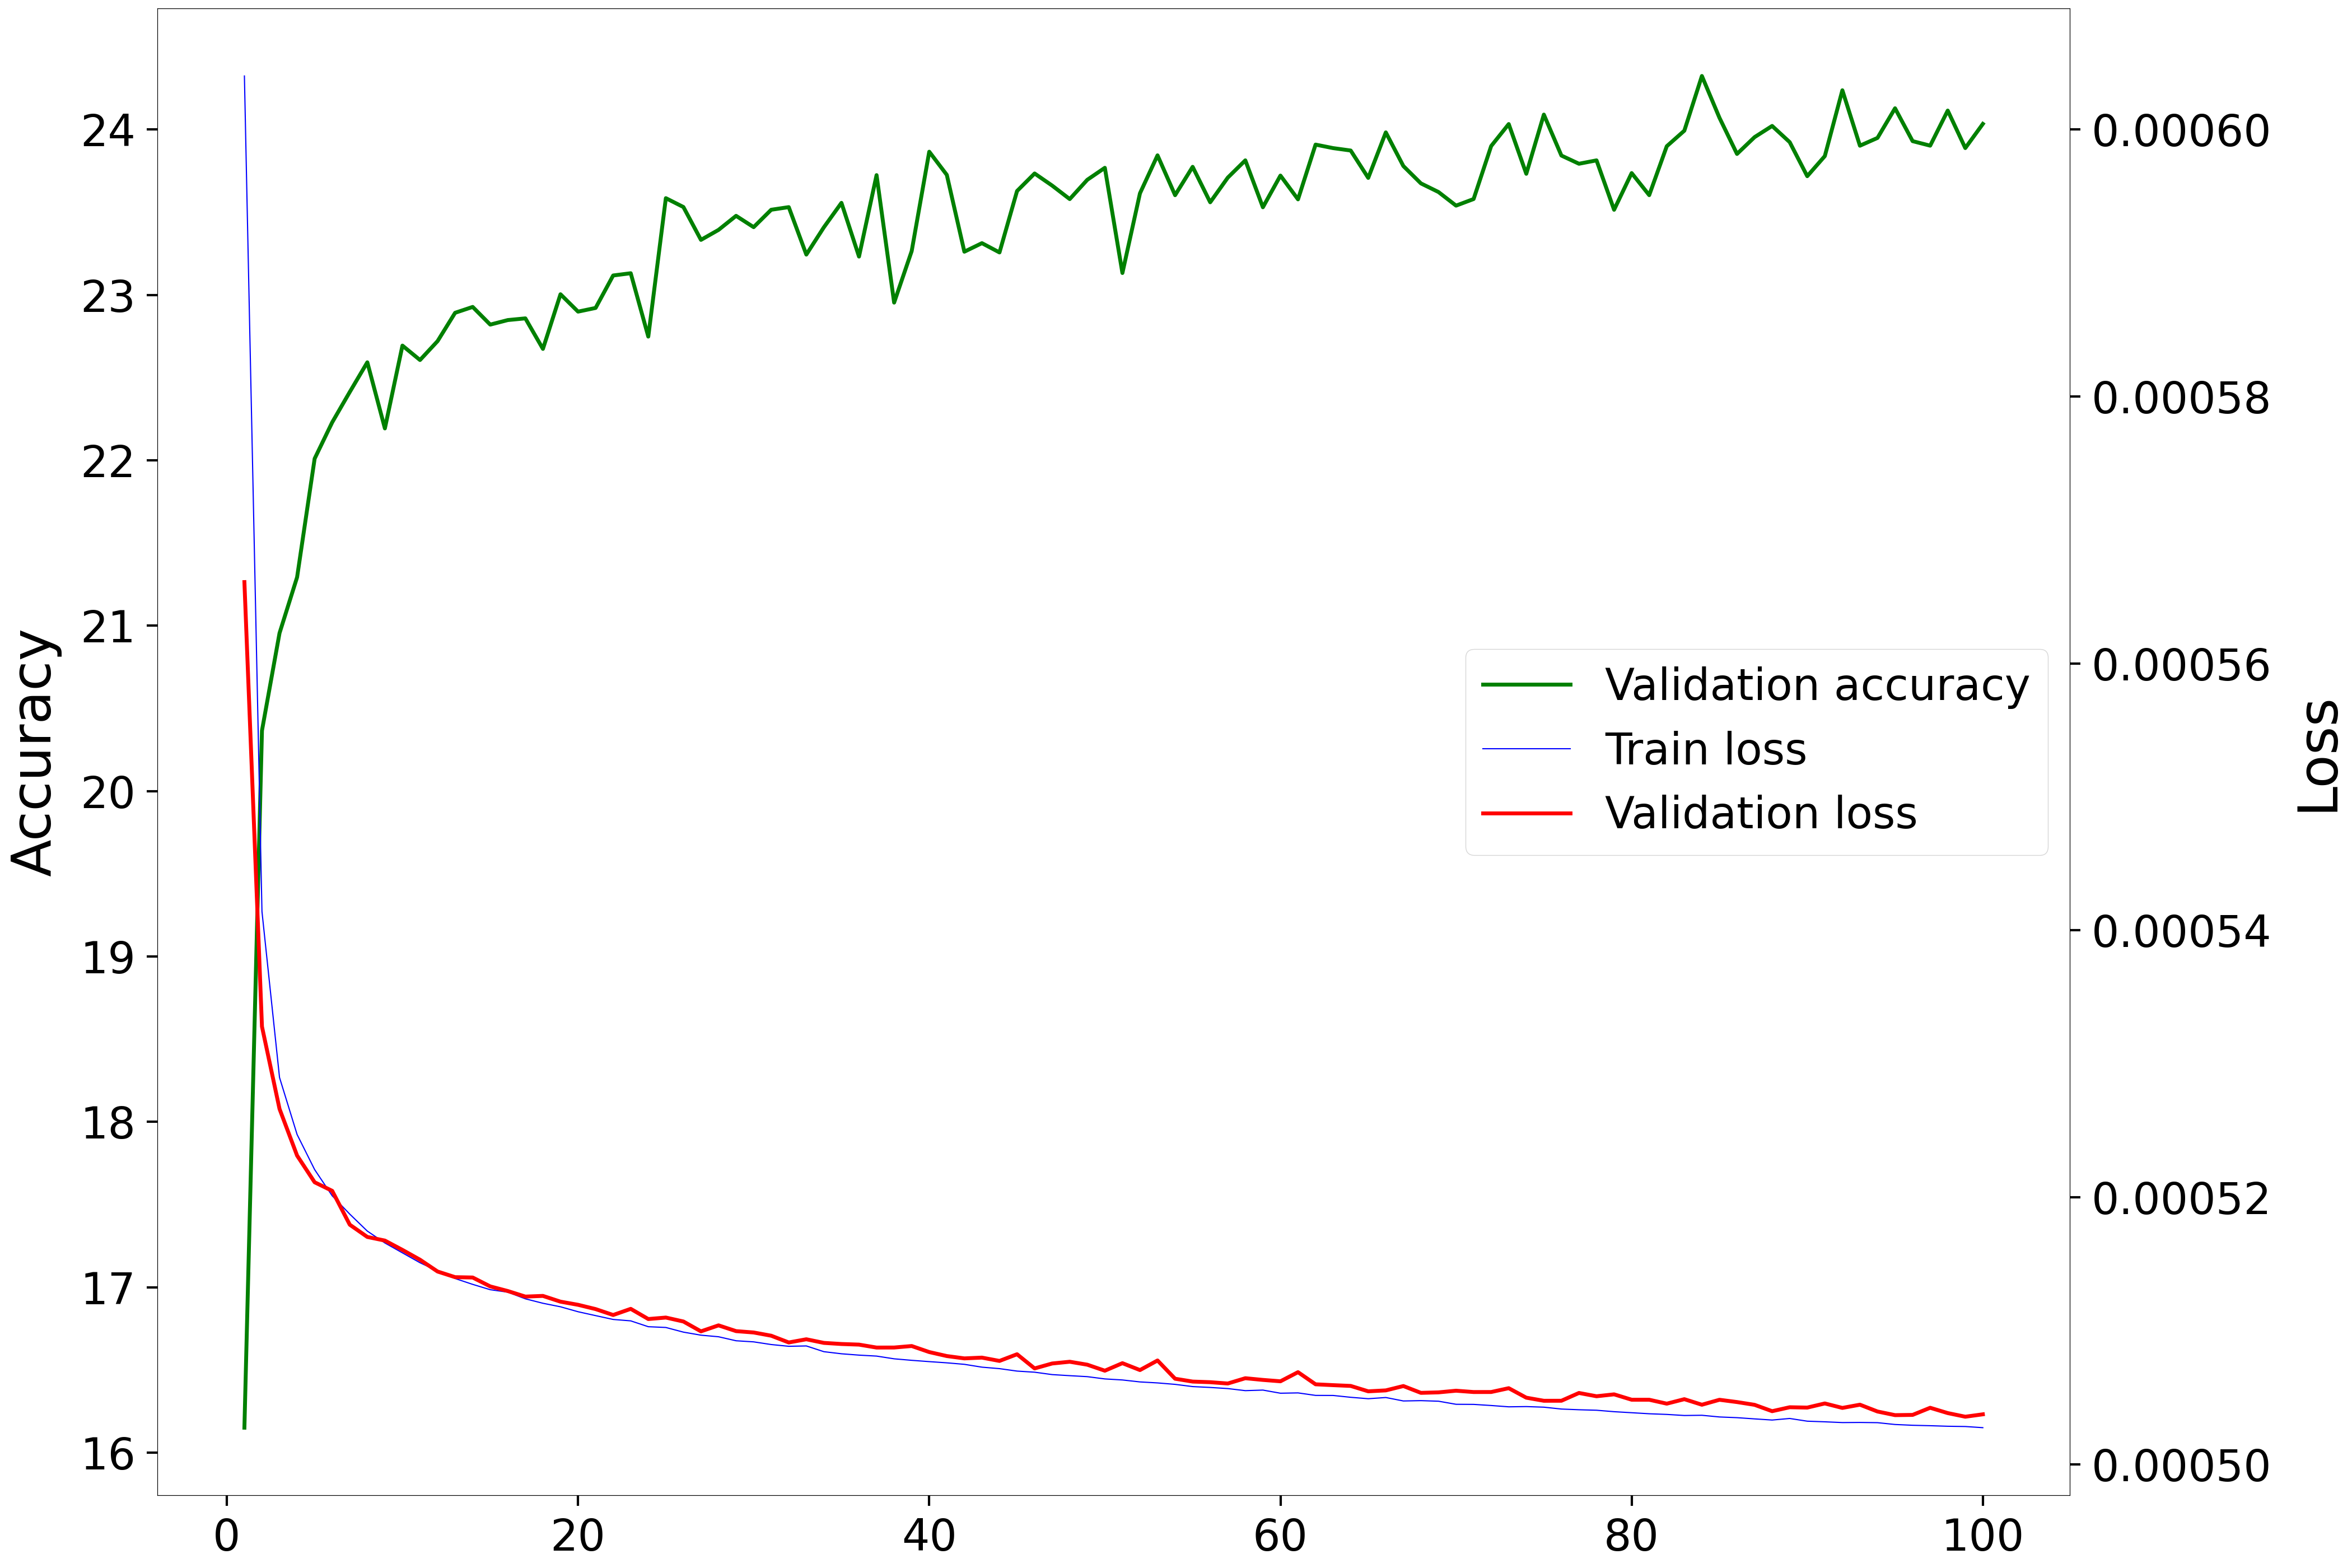 Accuracy
24
23
22
21
20
19
18
17
16
0 20 40 60 80 100
Validation accuracy
Train loss
Validation loss
0.00060
0.00058
0.00056
0.00054
0.00052
0.00050
Loss